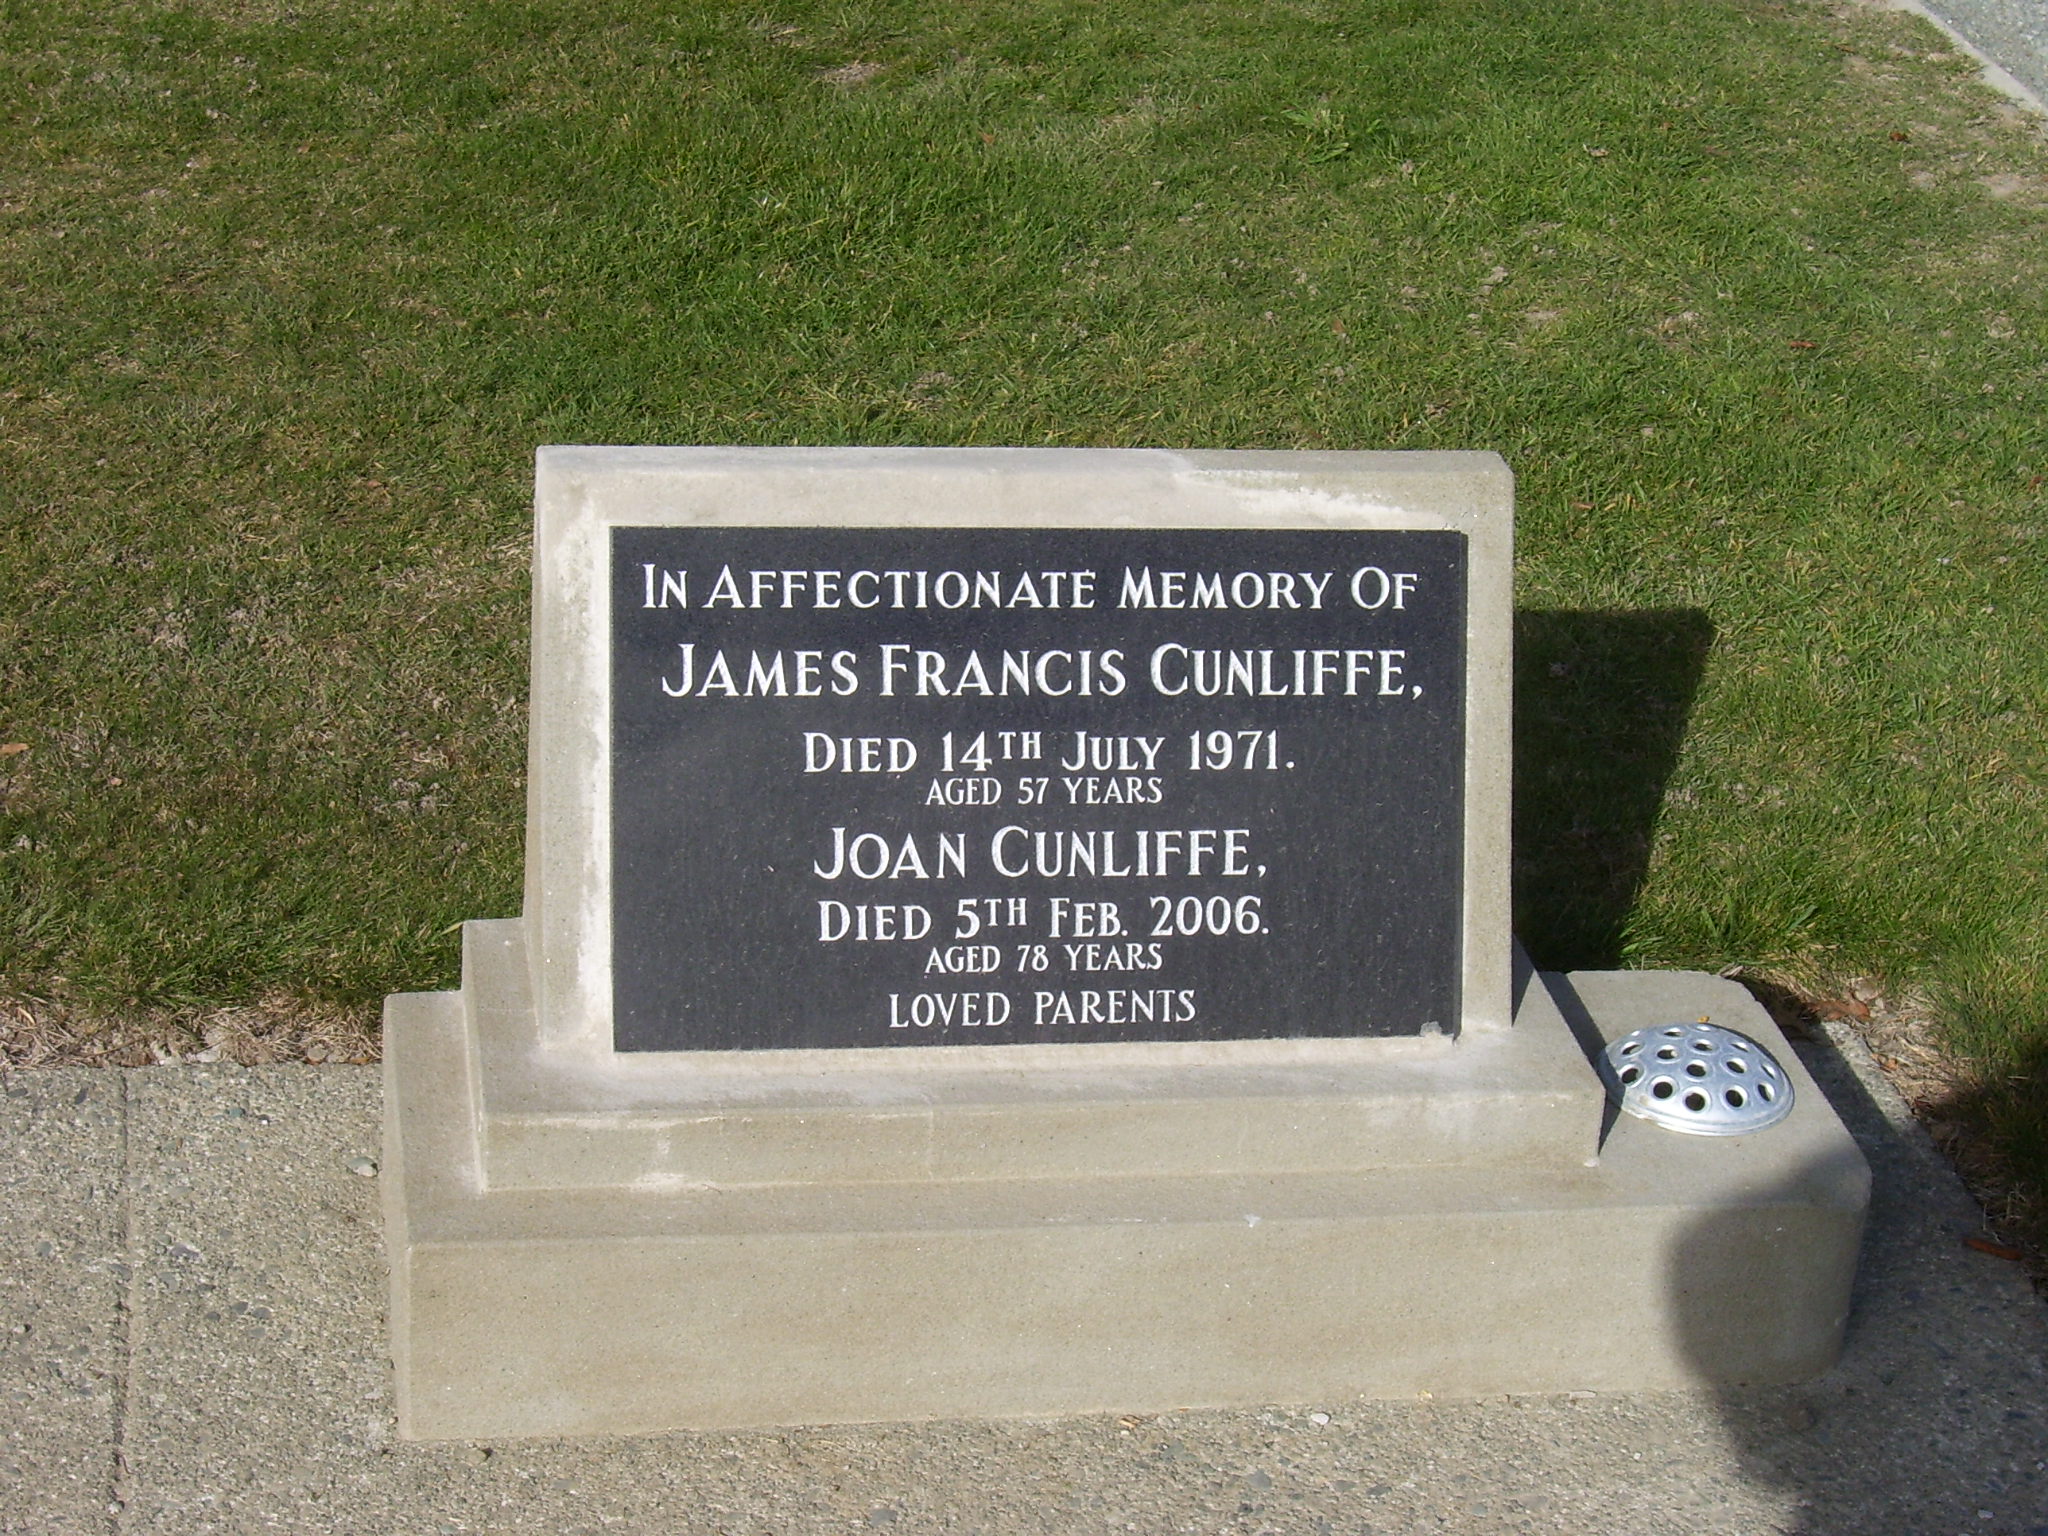 In Affectionate Memory Of
James Francis Cunliffe,
Died 14th July 1971.
AGED 57 YEARS
Joan Cunliffe,
Died 5th Feb. 2006.
AGED 78 YEARS
LOVED PARENTS